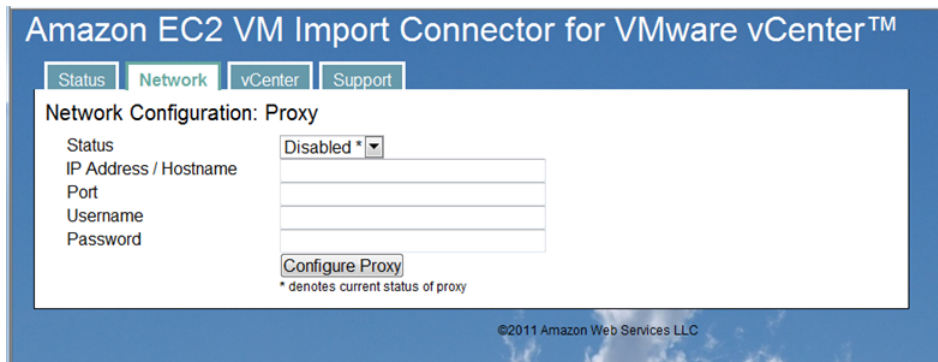 Amazon EC2 VM Import Connector for VMware vCenter™
Status Network vCenter Support
Network Configuration: Proxy
Status Disabled *
IP Address / Hostname
Port
Username
Password
Configure Proxy
* denotes current status of proxy
©2011 Amazon Web Services LLC